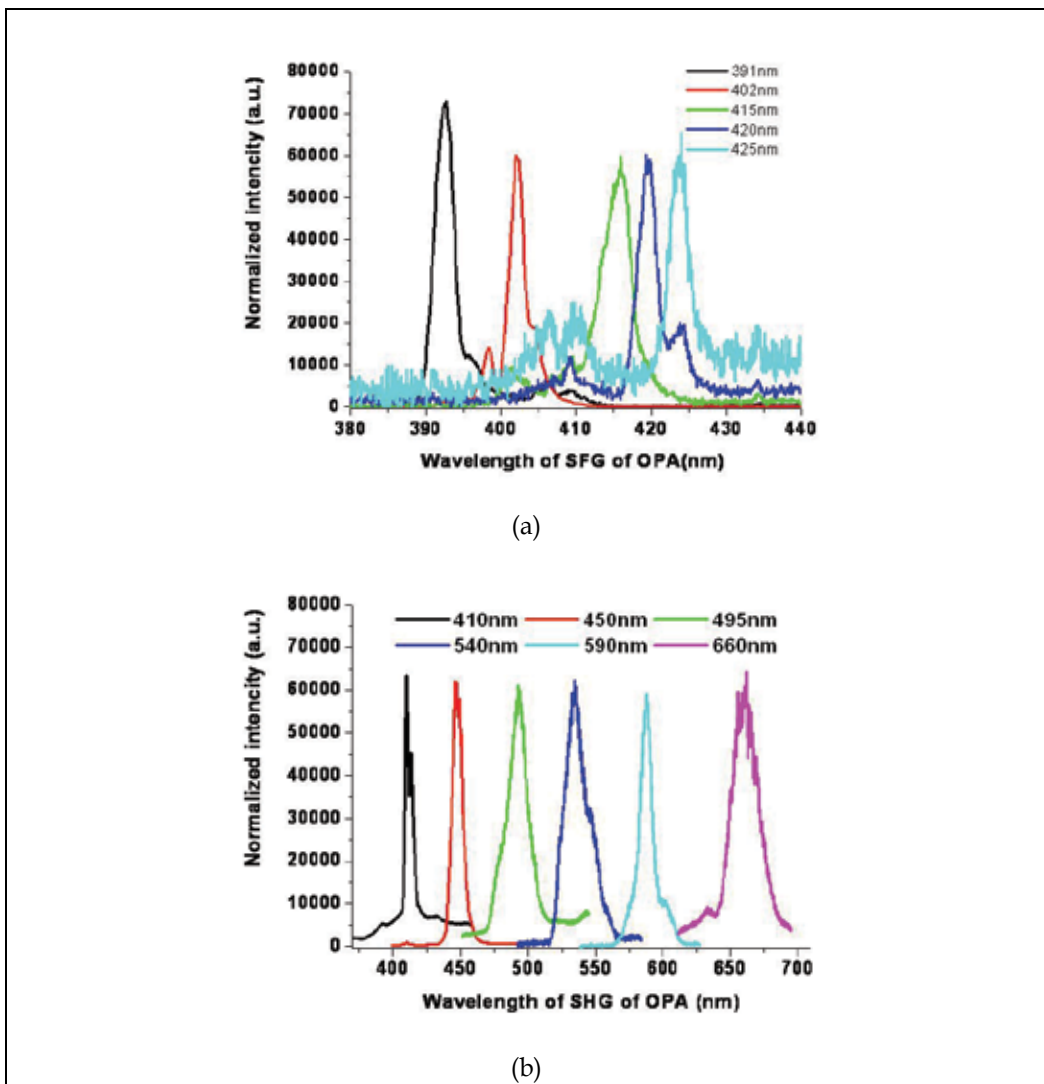 80000
70000
60000
50000
40000
30000
20000
10000
0
Normalized intencity (a.u.)
391nm
402nm
415nm
420nm
425nm
380 390 400 410 420 430 440
Wavelength of SFG of OPA(nm)
(a)
80000
70000
60000
50000
40000
30000
20000
10000
0
Normalized intencity (a.u.)
410nm 450nm 495nm
540nm 590nm 660nm
400 450 500 550 600 650 700
Wavelength of SHG of OPA (nm)
(b)